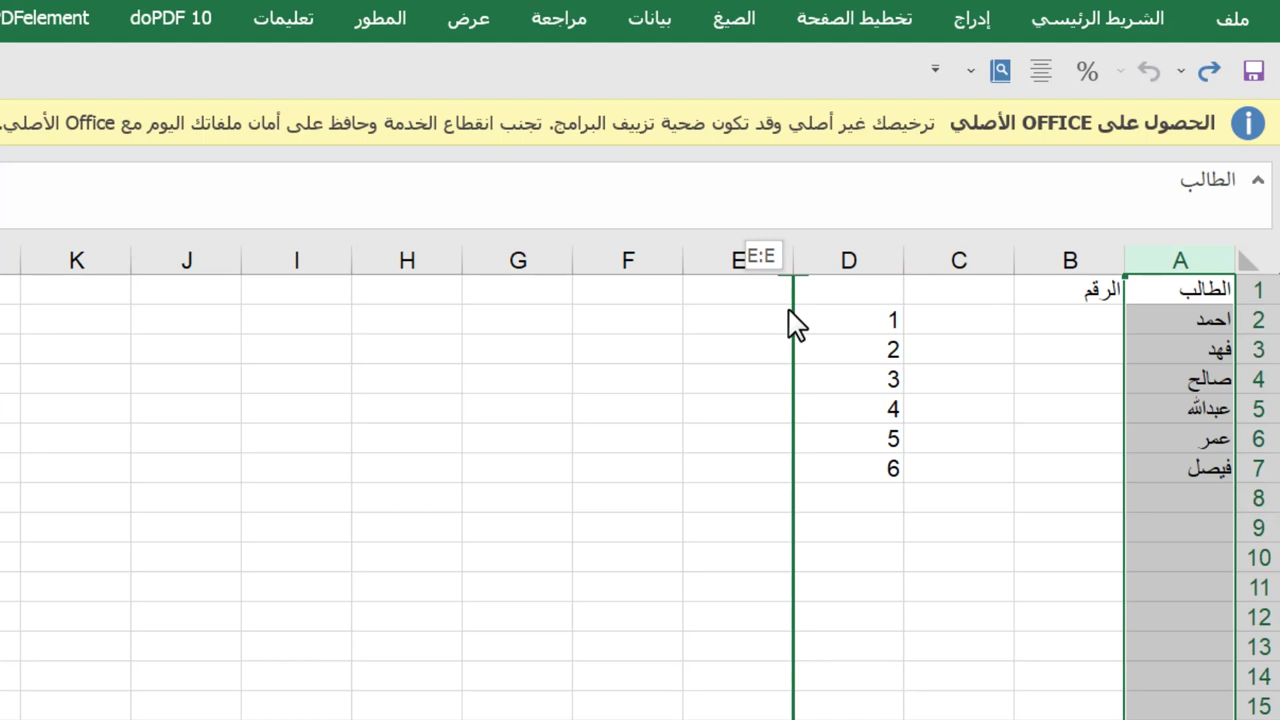 ملف الشريط الرئيسي إدراج تخطيط الصفحة الصيغ بيانات مراجعة عرض المطور تعليمات doPDF 10 PDFelement
%
الحصول على OFFICE الأصلي ترخيصك غير أصلي وقد تكون ضحية تزييف البرامج. تجنب انقطاع الخدمة وحافظ على أمان ملفاتك اليوم مع Office الأصلي.
الطالب
A B C D E E:E F G H I J K
1 الطالب الرقم
2 احمد 1
3 فهد 2
4 صالح 3
5 عبدالله 4
6 عمر 5
7 فيصل 6
8
9
10
11
12
13
14
15